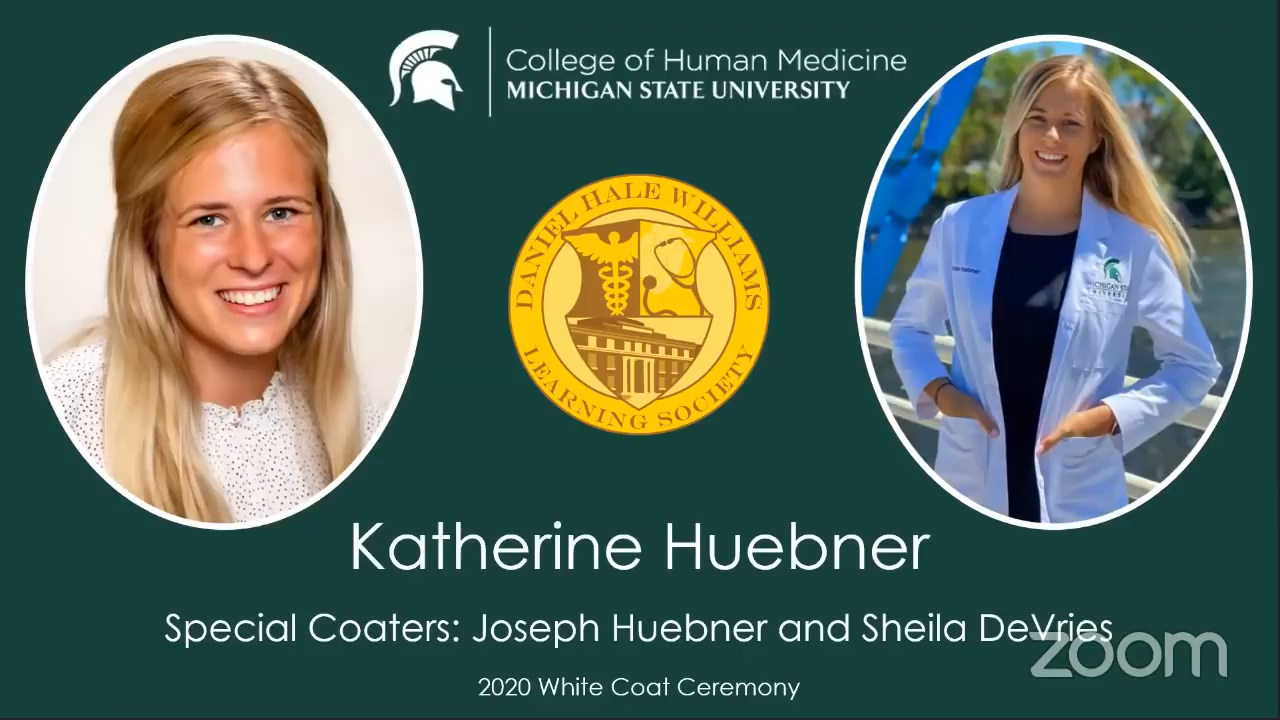 College of Human Medicine
MICHIGAN STATE UNIVERSITY
DANIEL HALE WILLIAMS
LEARNING SOCIETY
Katherine Huebner
Special Coaters: Joseph Huebner and Sheila DeVries
zoom
2020 White Coat Ceremony